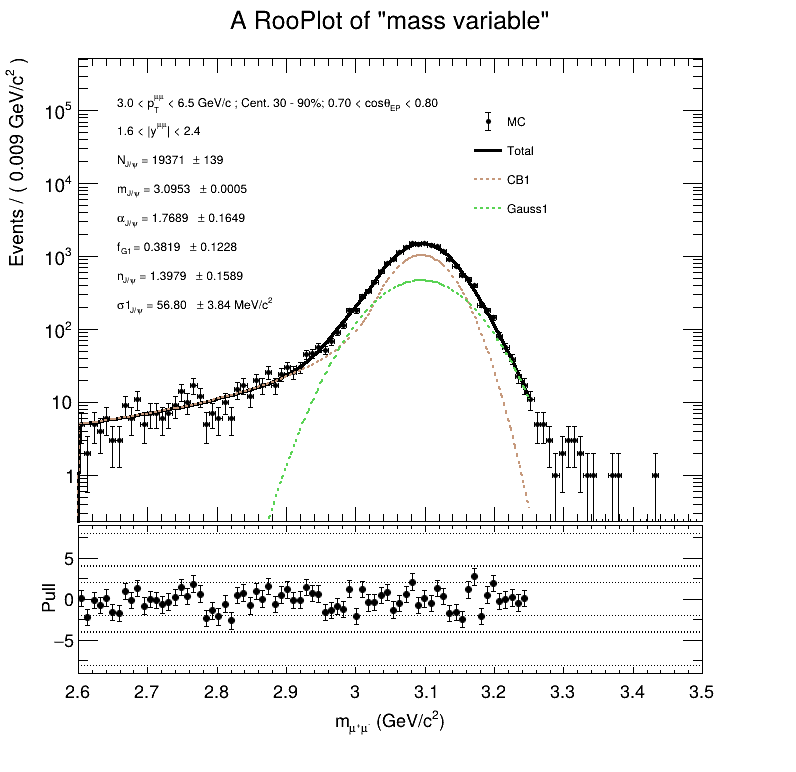 A RooPlot of "mass variable"
Events / ( 0.009 GeV/c² )
3.0 < p_T^μμ < 6.5 GeV/c ; Cent. 30 - 90%; 0.70 < cosθ_EP < 0.80
1.6 < |y^μμ| < 2.4
N_J/ψ = 19371 ± 139
m_J/ψ = 3.0953 ± 0.0005
α_J/ψ = 1.7689 ± 0.1649
f_G1 = 0.3819 ± 0.1228
n_J/ψ = 1.3979 ± 0.1589
σ1_J/ψ = 56.80 ± 3.84 MeV/c²
MC
Total
CB1
Gauss1
10⁵
10⁴
10³
10²
10
1
Pull
5
0
−5
2.6 2.7 2.8 2.9 3 3.1 3.2 3.3 3.4 3.5
m_μ⁺μ⁻ (GeV/c²)